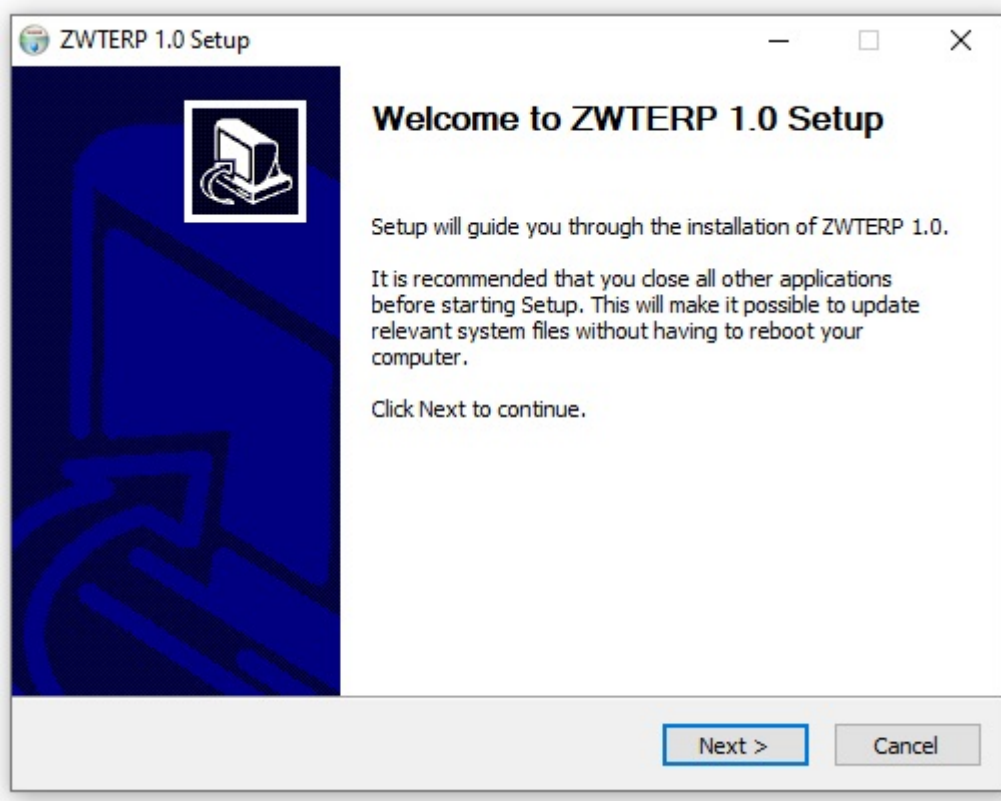 ZWTERP 1.0 Setup
Welcome to ZWTERP 1.0 Setup
Setup will guide you through the installation of ZWTERP 1.0.
It is recommended that you close all other applications
before starting Setup. This will make it possible to update
relevant system files without having to reboot your
computer.
Click Next to continue.
Next >
Cancel